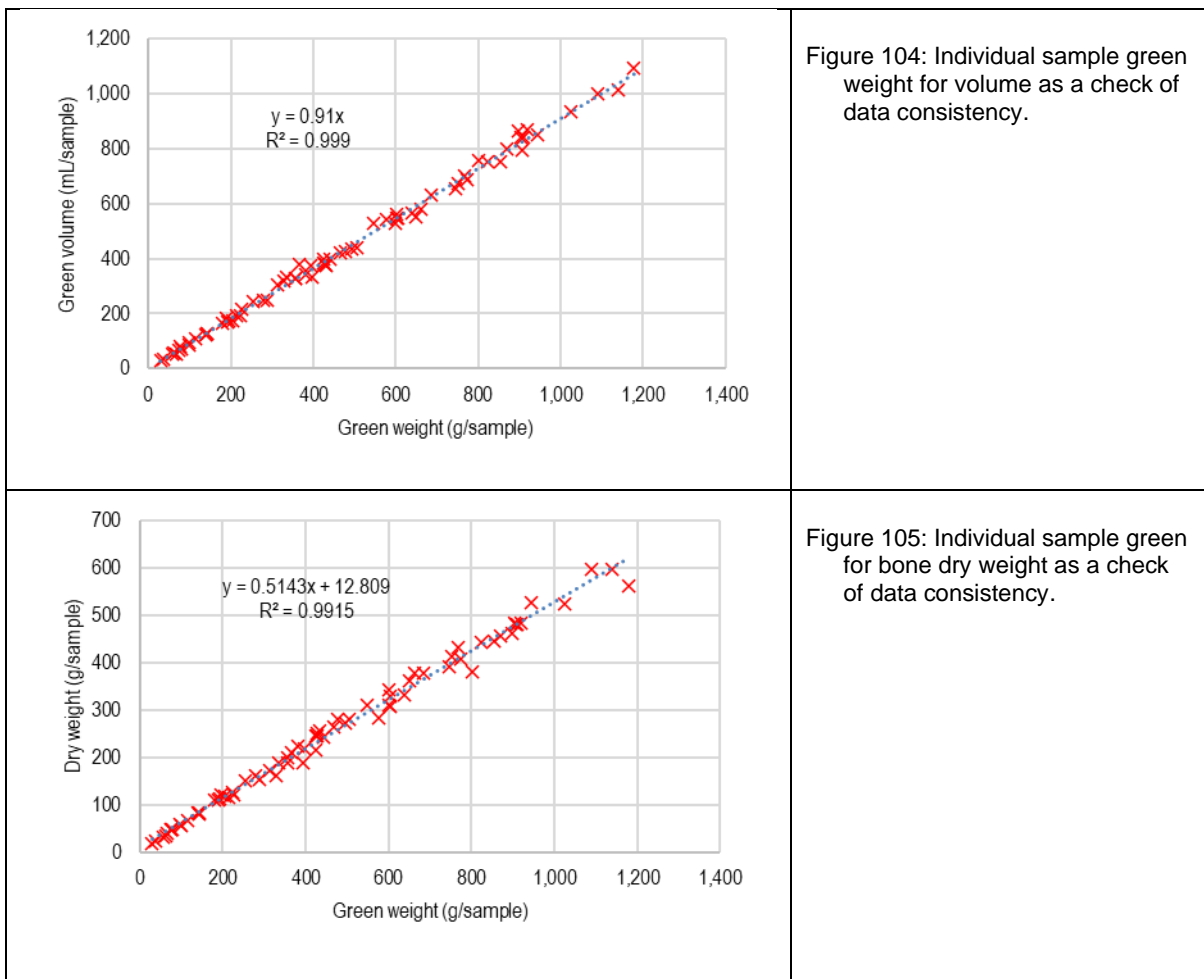 1,200
1,000
800
600
400
200
0
Green volume (mL/sample)
y = 0.91x
R² = 0.999
0 200 400 600 800 1,000 1,200 1,400
Green weight (g/sample)
Figure 104: Individual sample green
weight for volume as a check of
data consistency.
700
600
500
400
300
200
100
0
Dry weight (g/sample)
y = 0.5143x + 12.809
R² = 0.9915
0 200 400 600 800 1,000 1,200 1,400
Green weight (g/sample)
Figure 105: Individual sample green
for bone dry weight as a check
of data consistency.